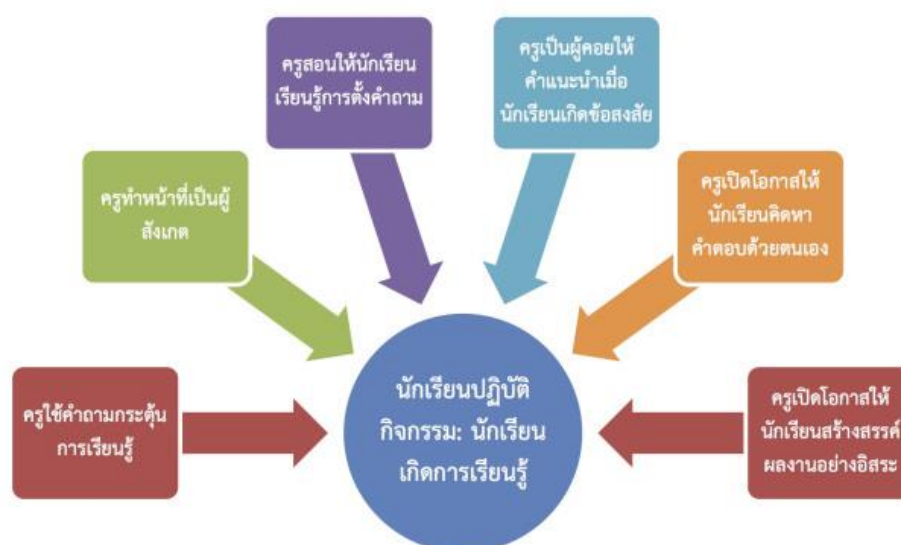 ครูสอนให้นักเรียน
เรียนรู้การตั้งคำถาม
ครูเป็นผู้คอยให้
คำแนะนำเมื่อ
นักเรียนเกิดข้อสงสัย
ครูทำหน้าที่เป็นผู้
สังเกต
ครูเปิดโอกาสให้
นักเรียนคิดหา
คำตอบด้วยตนเอง
ครูใช้คำถามกระตุ้น
การเรียนรู้
นักเรียนปฏิบัติ
กิจกรรม: นักเรียน
เกิดการเรียนรู้
ครูเปิดโอกาสให้
นักเรียนสร้างสรรค์
ผลงานอย่างอิสระ